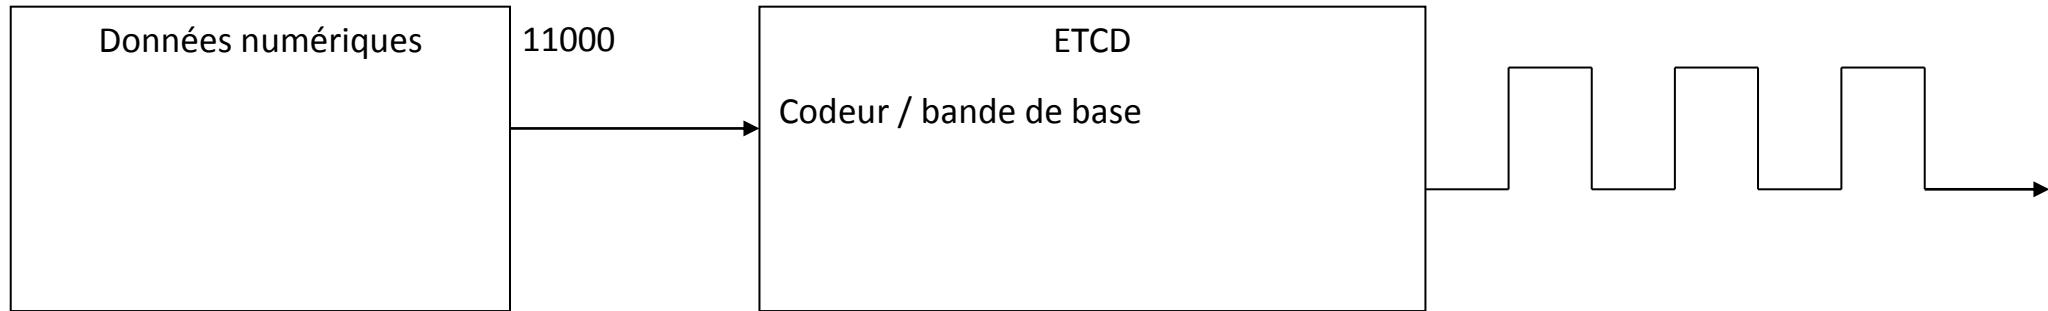 Données numériques
11000
ETCD
Codeur / bande de base